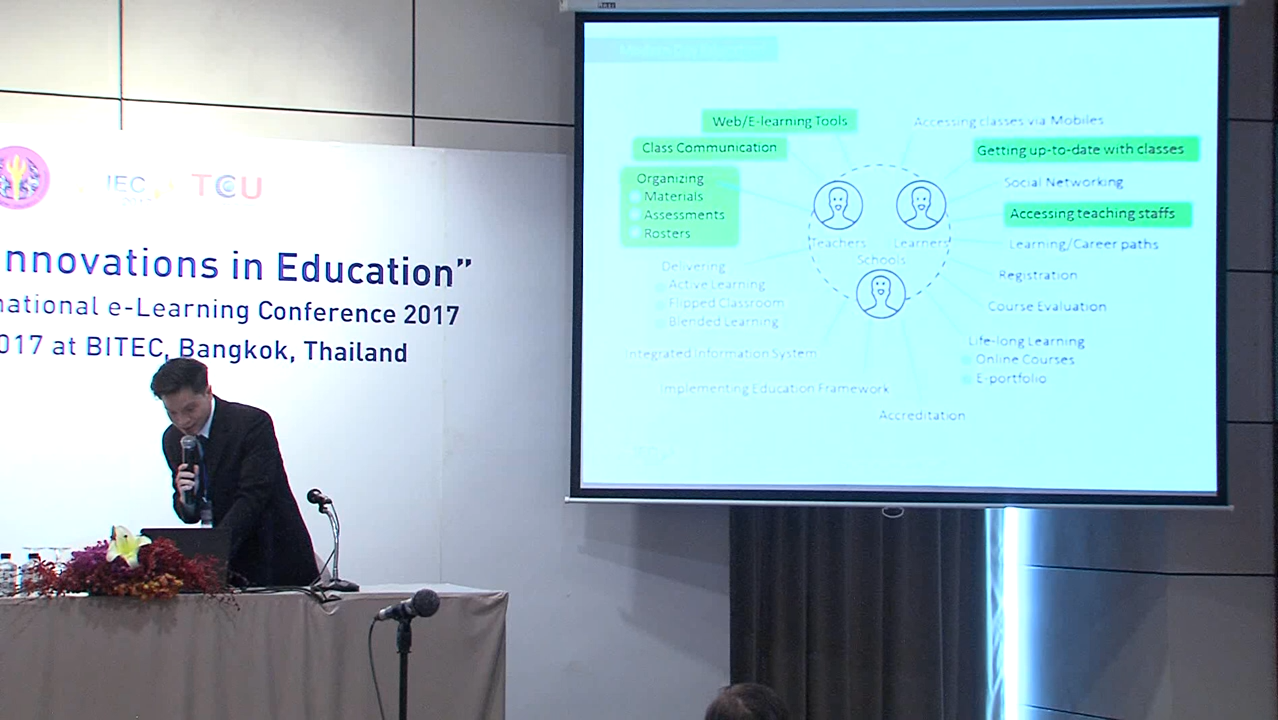 IEC
TCU
nnovations in Education”
national e-Learning Conference 2017
017 at BITEC, Bangkok, Thailand
Web/E-learning Tools
Class Communication
Organizing
Materials
Assessments
Rosters
Delivering
Active Learning
Flipped Classroom
Blended Learning
Integrated Information System
Implementing Education Framework
Accreditation
Accessing classes via Mobiles
Getting up-to-date with classes
Social Networking
Accessing teaching staffs
Learning/Career paths
Registration
Course Evaluation
Life-long Learning
Online Courses
E-portfolio
Teachers
Learners
Schools